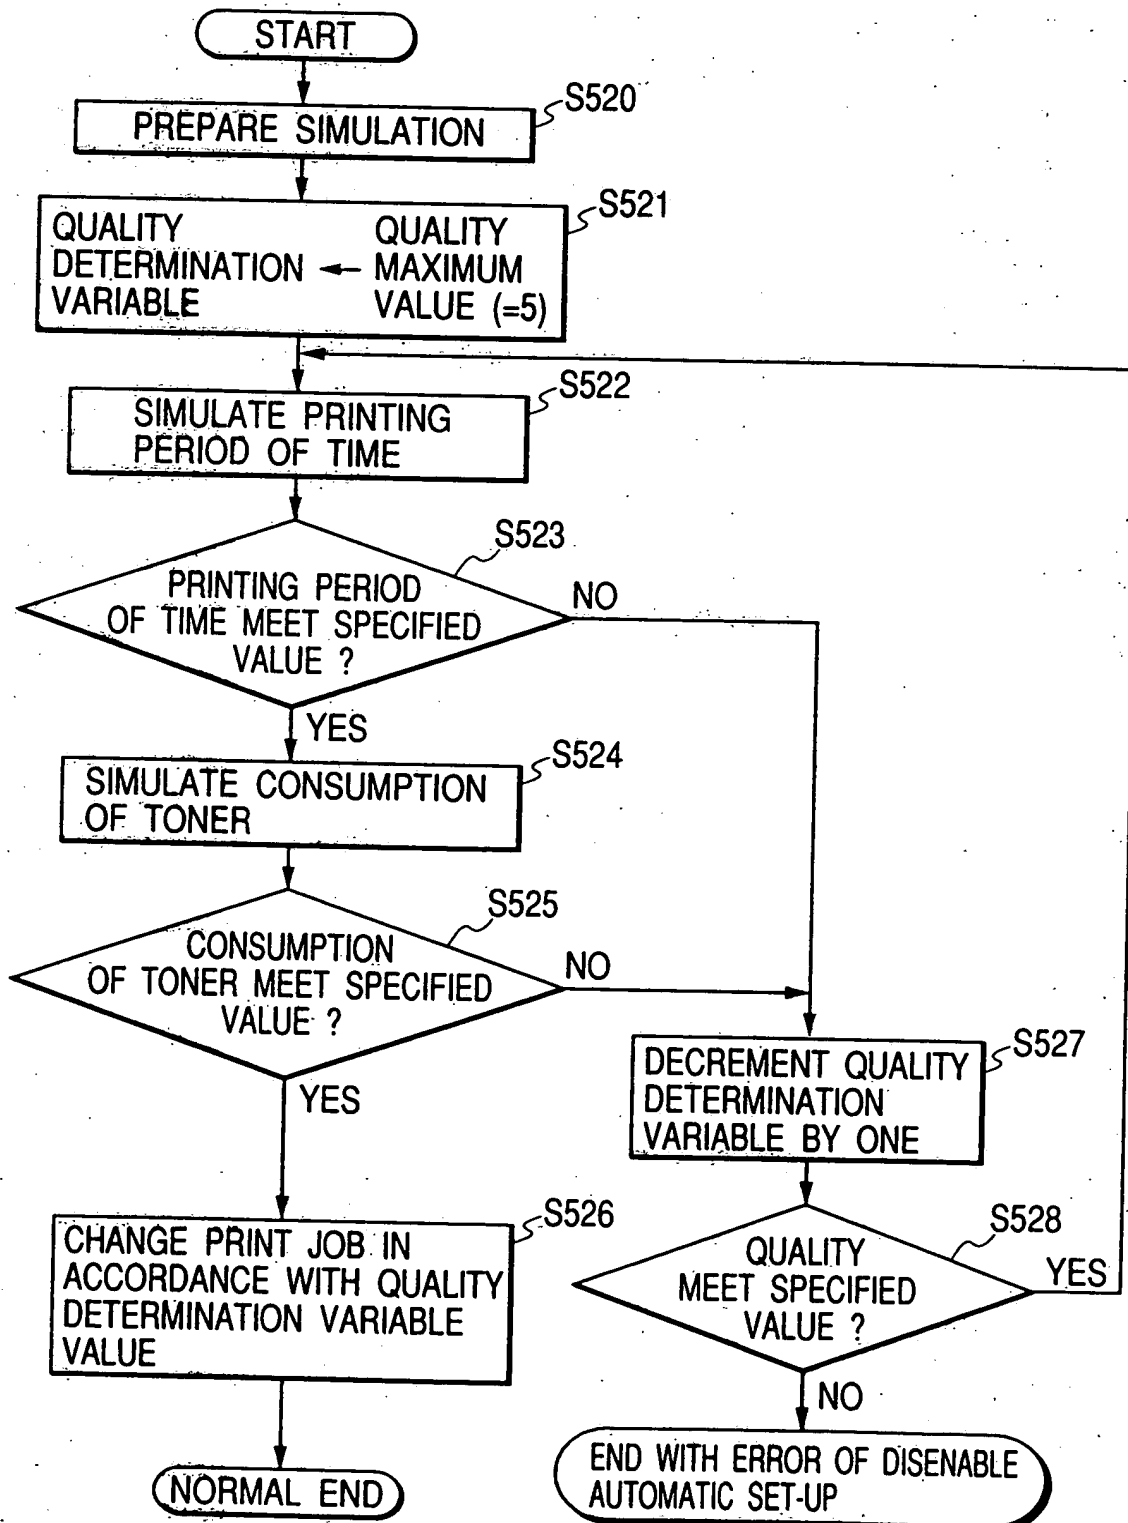 START
S520
PREPARE SIMULATION
S521
QUALITY
DETERMINATION
VARIABLE
←
QUALITY
MAXIMUM
VALUE (=5)
S522
SIMULATE PRINTING
PERIOD OF TIME
S523
PRINTING PERIOD
OF TIME MEET SPECIFIED
VALUE ?
NO
YES
S524
SIMULATE CONSUMPTION
OF TONER
S525
CONSUMPTION
OF TONER MEET SPECIFIED
VALUE ?
NO
YES
S527
DECREMENT QUALITY
DETERMINATION
VARIABLE BY ONE
S526
CHANGE PRINT JOB IN
ACCORDANCE WITH QUALITY
DETERMINATION VARIABLE
VALUE
S528
QUALITY
MEET SPECIFIED
VALUE ?
YES
NO
NORMAL END
END WITH ERROR OF DISENABLE
AUTOMATIC SET-UP